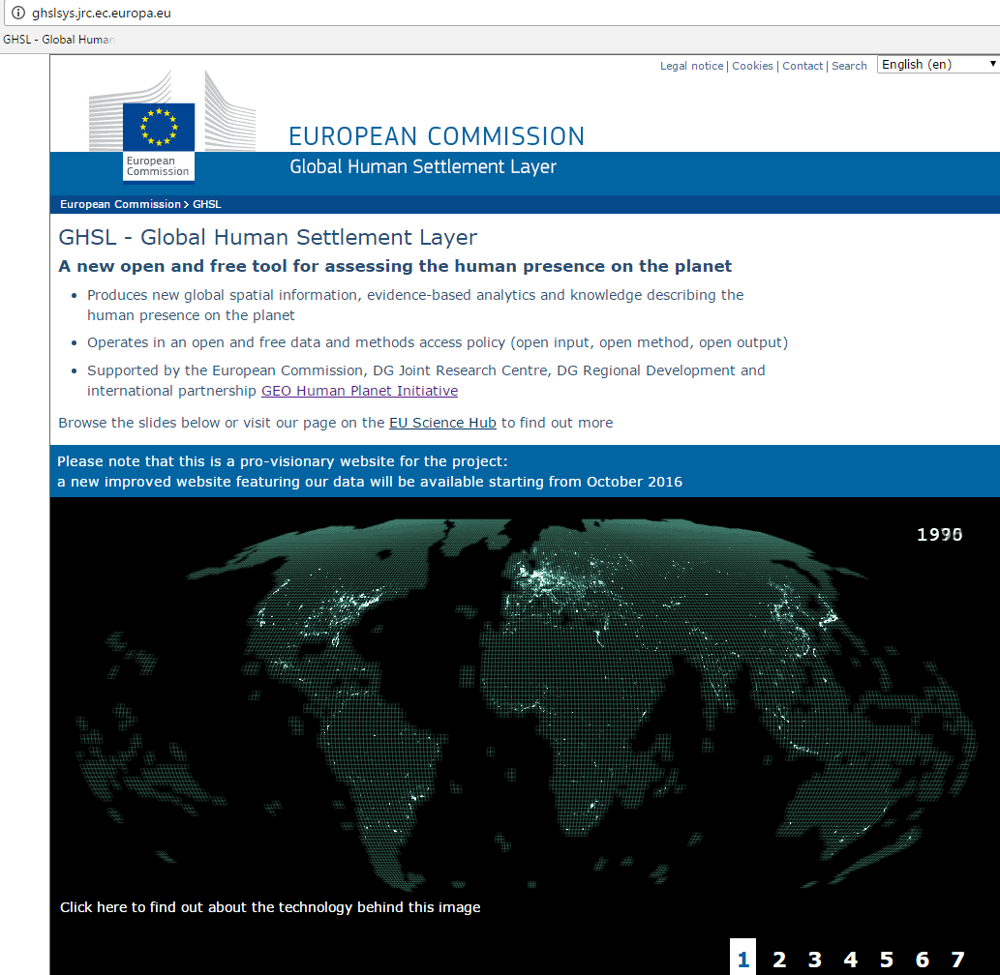 ghslsys.jrc.ec.europa.eu
GHSL - Global Human
Legal notice | Cookies | Contact | Search English (en)
EUROPEAN COMMISSION
Global Human Settlement Layer
European
Commission
European Commission > GHSL
GHSL - Global Human Settlement Layer
A new open and free tool for assessing the human presence on the planet
• Produces new global spatial information, evidence-based analytics and knowledge describing the
human presence on the planet
• Operates in an open and free data and methods access policy (open input, open method, open output)
• Supported by the European Commission, DG Joint Research Centre, DG Regional Development and
international partnership GEO Human Planet Initiative
Browse the slides below or visit our page on the EU Science Hub to find out more
Please note that this is a pro-visionary website for the project:
a new improved website featuring our data will be available starting from October 2016
Click here to find out about the technology behind this image
1 2 3 4 5 6 7